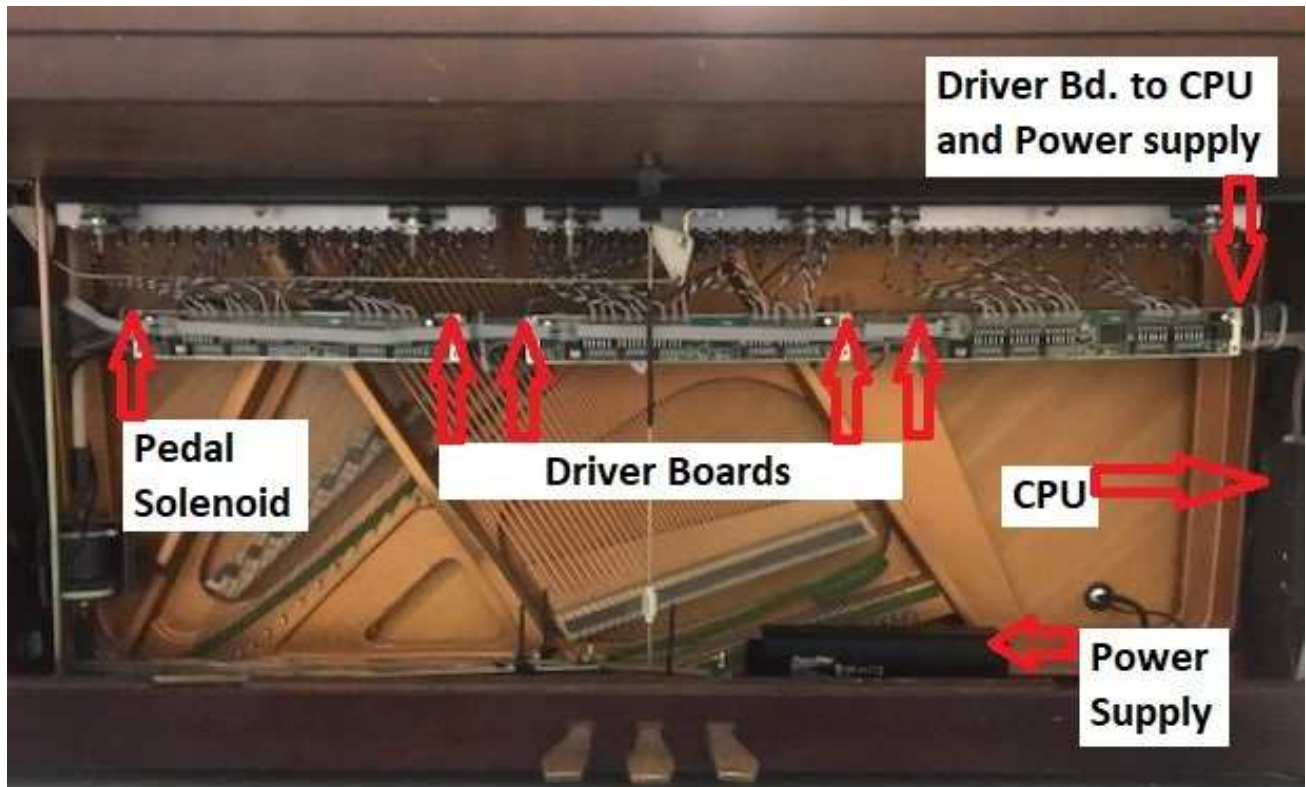 Driver Bd. to CPU
and Power supply
Pedal
Solenoid
Driver Boards
CPU
Power
Supply